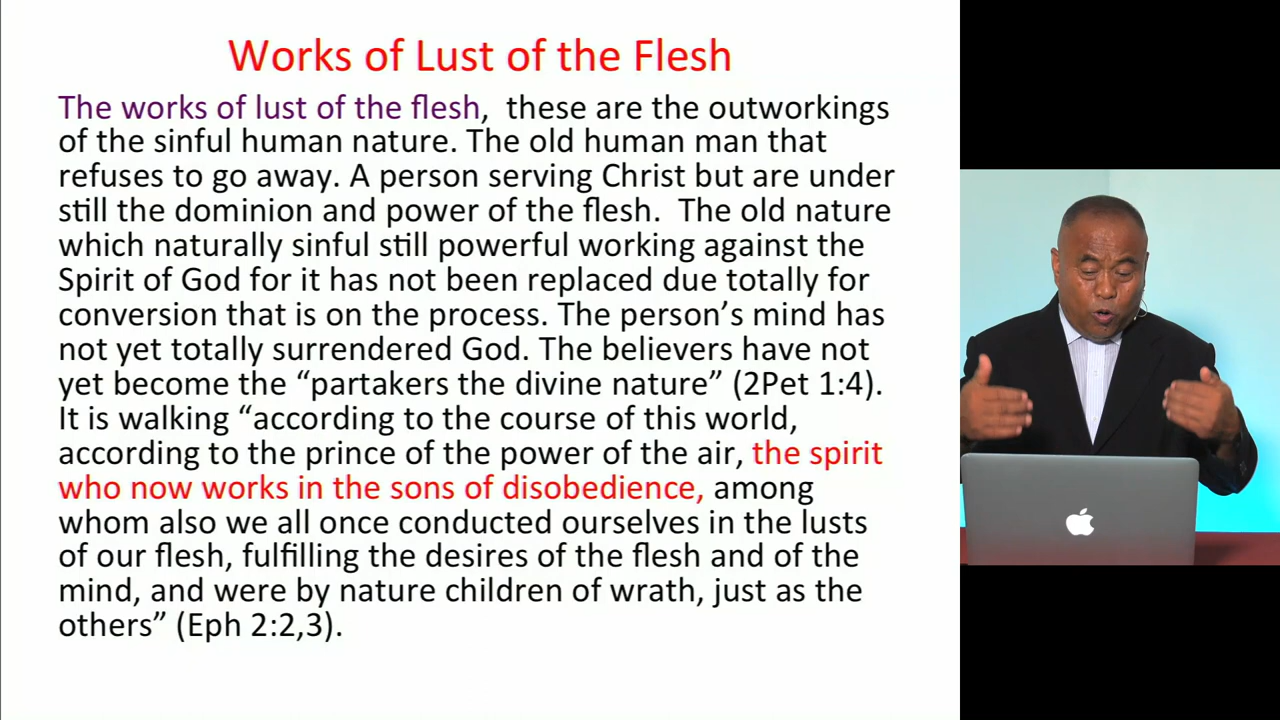 Works of Lust of the Flesh
The works of lust of the flesh,  these are the outworkings
of the sinful human nature. The old human man that
refuses to go away. A person serving Christ but are under
still the dominion and power of the flesh.  The old nature
which naturally sinful still powerful working against the
Spirit of God for it has not been replaced due totally for
conversion that is on the process. The person’s mind has
not yet totally surrendered God. The believers have not
yet become the “partakers the divine nature” (2Pet 1:4).
It is walking “according to the course of this world,
according to the prince of the power of the air, the spirit
who now works in the sons of disobedience, among
whom also we all once conducted ourselves in the lusts
of our flesh, fulfilling the desires of the flesh and of the
mind, and were by nature children of wrath, just as the
others” (Eph 2:2,3).